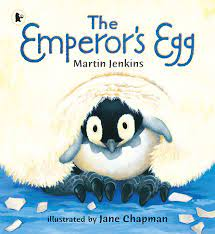 The
Emperor's Egg
Martin Jenkins
illustrated by Jane Chapman